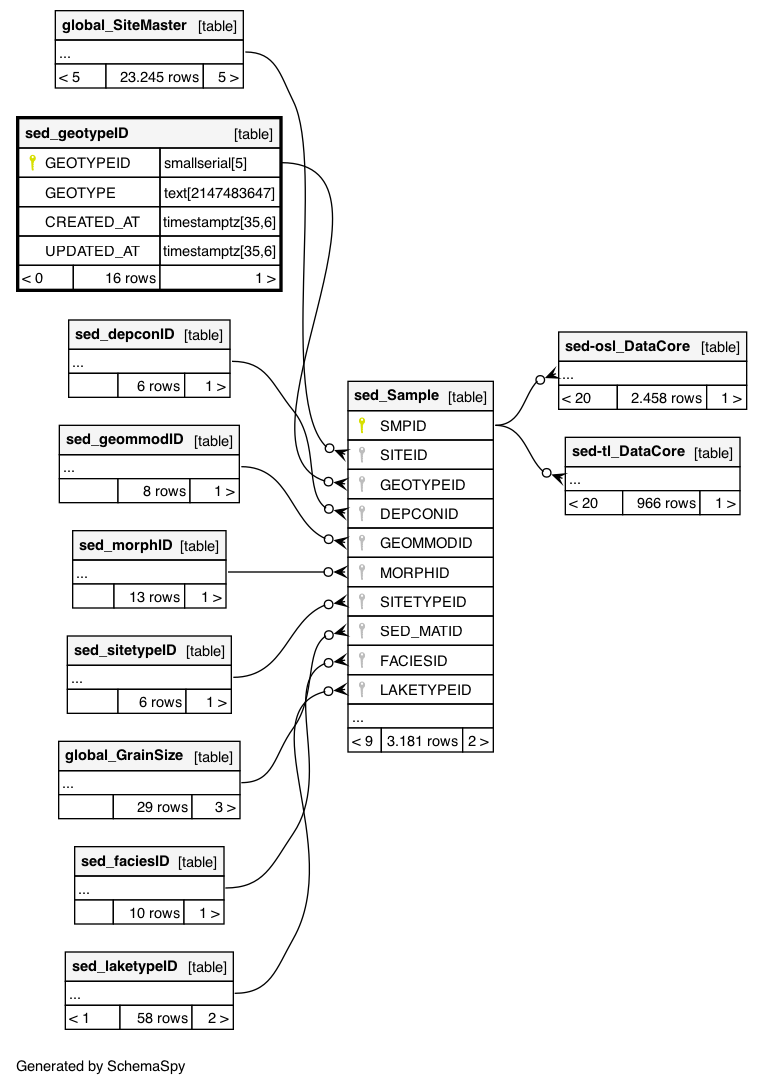 global_SiteMaster [table]
...
< 5 23.245 rows 5 >
sed_geotypeID [table]
GEOTYPEID smallserial[5]
GEOTYPE text[2147483647]
CREATED_AT timestamptz[35,6]
UPDATED_AT timestamptz[35,6]
< 0 16 rows 1 >
sed_depconID [table]
...
6 rows 1 >
sed_geommodID [table]
...
8 rows 1 >
sed_morphID [table]
...
13 rows 1 >
sed_sitetypeID [table]
...
6 rows 1 >
global_GrainSize [table]
...
29 rows 3 >
sed_faciesID [table]
...
10 rows 1 >
sed_laketypeID [table]
...
< 1 58 rows 2 >
sed_Sample [table]
SMPID
SITEID
GEOTYPEID
DEPCONID
GEOMMODID
MORPHID
SITETYPEID
SED_MATID
FACIESID
LAKETYPEID
...
< 9 3.181 rows 2 >
sed-osl_DataCore [table]
...
< 20 2.458 rows 1 >
sed-tl_DataCore [table]
...
< 20 966 rows 1 >
Generated by SchemaSpy